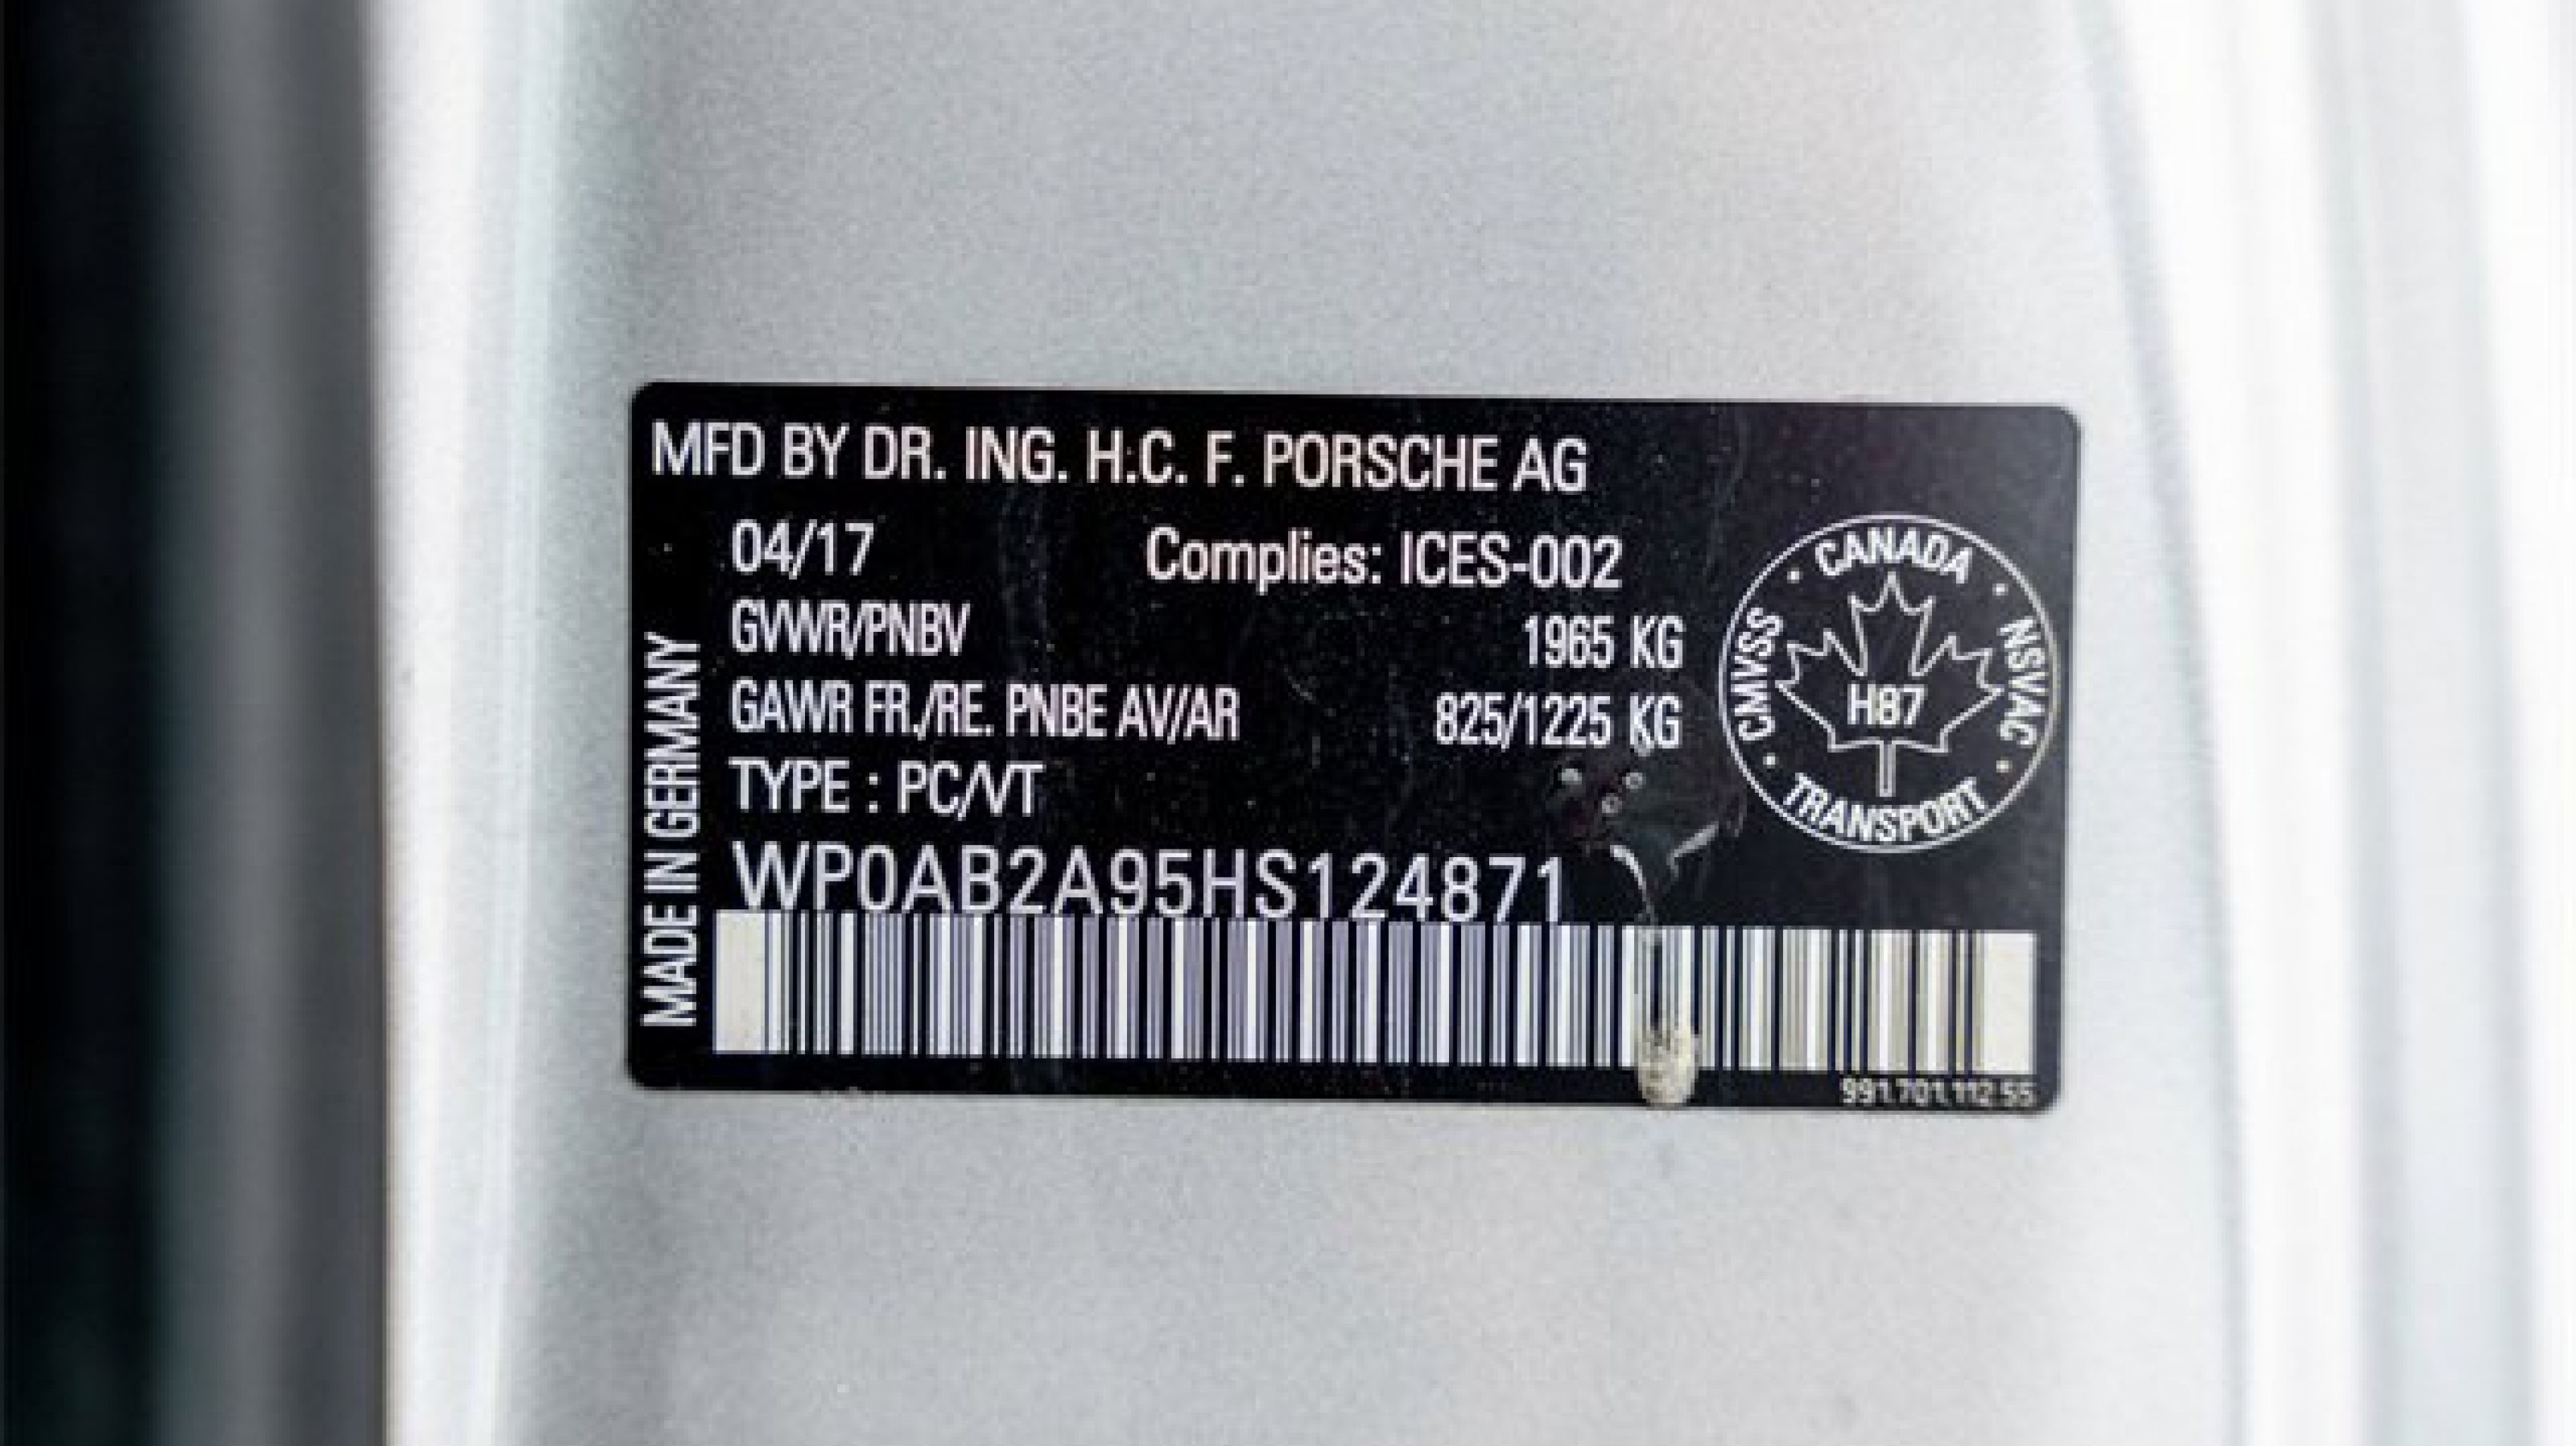 MFD BY DR. ING. H.C. F. PORSCHE AG
04/17 Complies: ICES-002
GVWR/PNBV 1965 KG
GAWR FR./RE. PNBE AV/AR 825/1225 KG
TYPE : PC/VT
WP0AB2A95HS124871
MADE IN GERMANY
CANADA
CMVSS
NSVAC
H87
TRANSPORT
991.701.112.55